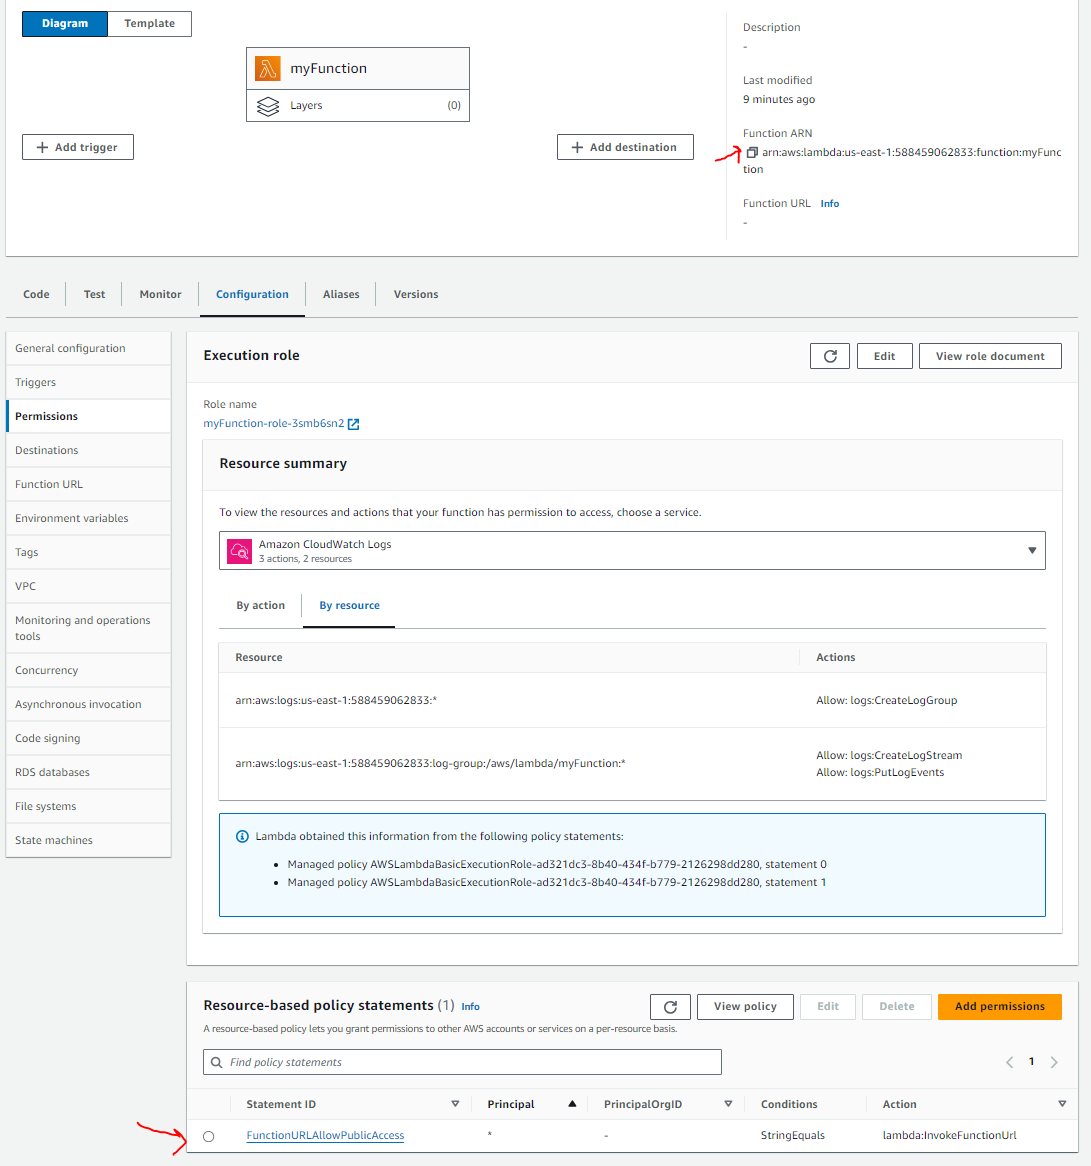 Diagram
Template
myFunction
Layers
(0)
+ Add trigger
+ Add destination
Description
-
Last modified
9 minutes ago
Function ARN
arn:aws:lambda:us-east-1:588459062833:function:myFunc
tion
Function URL Info
-
Code
Test
Monitor
Configuration
Aliases
Versions
General configuration
Triggers
Permissions
Destinations
Function URL
Environment variables
Tags
VPC
Monitoring and operations
tools
Concurrency
Asynchronous invocation
Code signing
RDS databases
File systems
State machines
Execution role
Edit
View role document
Role name
myFunction-role-3smb6sn2
Resource summary
To view the resources and actions that your function has permission to access, choose a service.
Amazon CloudWatch Logs
3 actions, 2 resources
By action
By resource
Resource
Actions
arn:aws:logs:us-east-1:588459062833:*
Allow: logs:CreateLogGroup
arn:aws:logs:us-east-1:588459062833:log-group:/aws/lambda/myFunction:*
Allow: logs:CreateLogStream
Allow: logs:PutLogEvents
Lambda obtained this information from the following policy statements:
• Managed policy AWSLambdaBasicExecutionRole-ad321dc3-8b40-434f-b779-2126298dd280, statement 0
• Managed policy AWSLambdaBasicExecutionRole-ad321dc3-8b40-434f-b779-2126298dd280, statement 1
Resource-based policy statements (1) Info
View policy
Edit
Delete
Add permissions
A resource-based policy lets you grant permissions to other AWS accounts or services on a per-resource basis.
Find policy statements
1
Statement ID
Principal
PrincipalOrgID
Conditions
Action
FunctionURLAllowPublicAccess
*
-
StringEquals
lambda:InvokeFunctionUrl